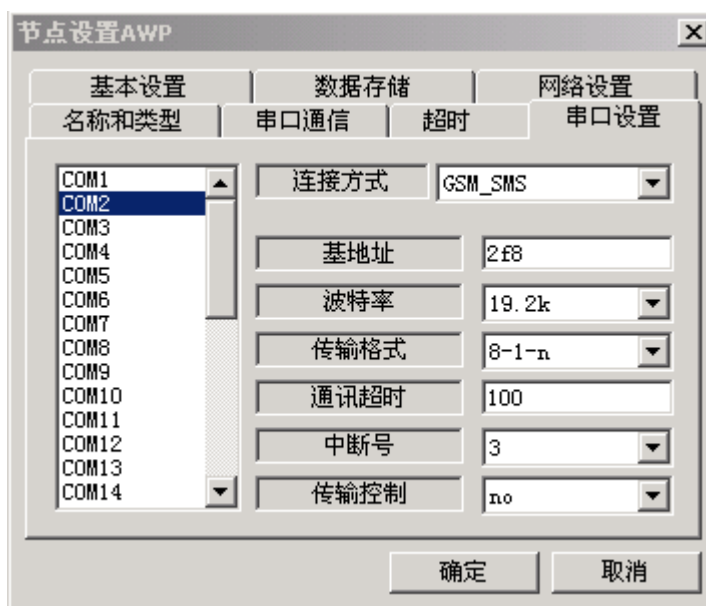 节点设置AWP
基本设置
数据存储
网络设置
名称和类型
串口通信
超时
串口设置
COM1
COM2
COM3
COM4
COM5
COM6
COM7
COM8
COM9
COM10
COM11
COM12
COM13
COM14
连接方式 GSM_SMS
基地址 2f8
波特率 19.2k
传输格式 8-1-n
通讯超时 100
中断号 3
传输控制 no
确定
取消